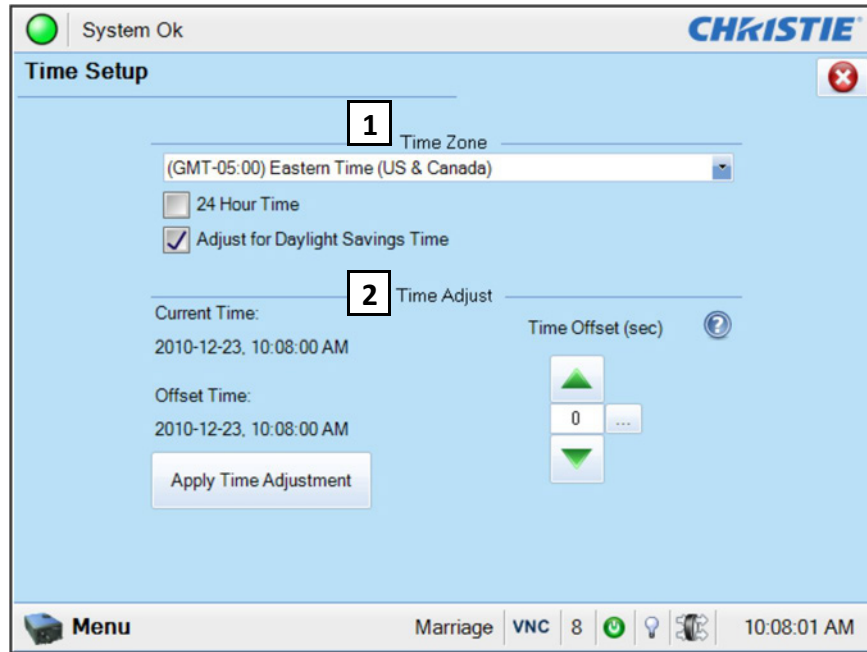 System Ok
CHRISTIE
Time Setup
1
Time Zone
(GMT-05:00) Eastern Time (US & Canada)
24 Hour Time
Adjust for Daylight Savings Time
2
Time Adjust
Current Time:
2010-12-23, 10:08:00 AM
Time Offset (sec)
?
Offset Time:
2010-12-23, 10:08:00 AM
0
...
Apply Time Adjustment
Menu
Marriage
VNC
8
10:08:01 AM